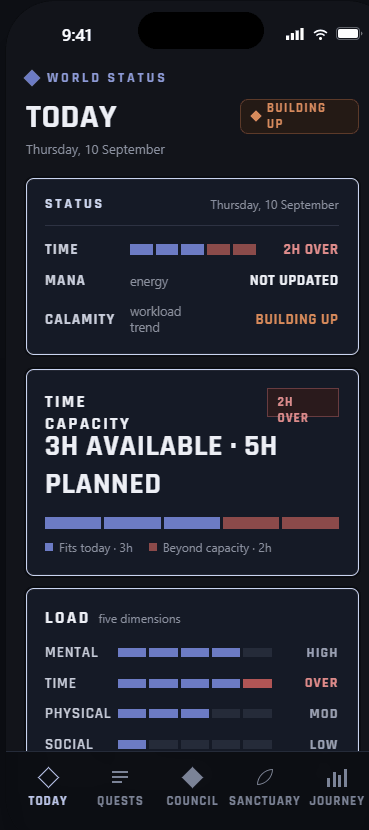 9:41
WORLD STATUS
TODAY
BUILDING
UP
Thursday, 10 September
STATUS
Thursday, 10 September
TIME
2H OVER
MANA
energy
NOT UPDATED
CALAMITY
workload
trend
BUILDING UP
TIME
CAPACITY
2H
OVER
3H AVAILABLE · 5H
PLANNED
Fits today · 3h
Beyond capacity · 2h
LOAD five dimensions
MENTAL
HIGH
TIME
OVER
PHYSICAL
MOD
SOCIAL
LOW
TODAY
QUESTS
COUNCIL
SANCTUARY
JOURNEY